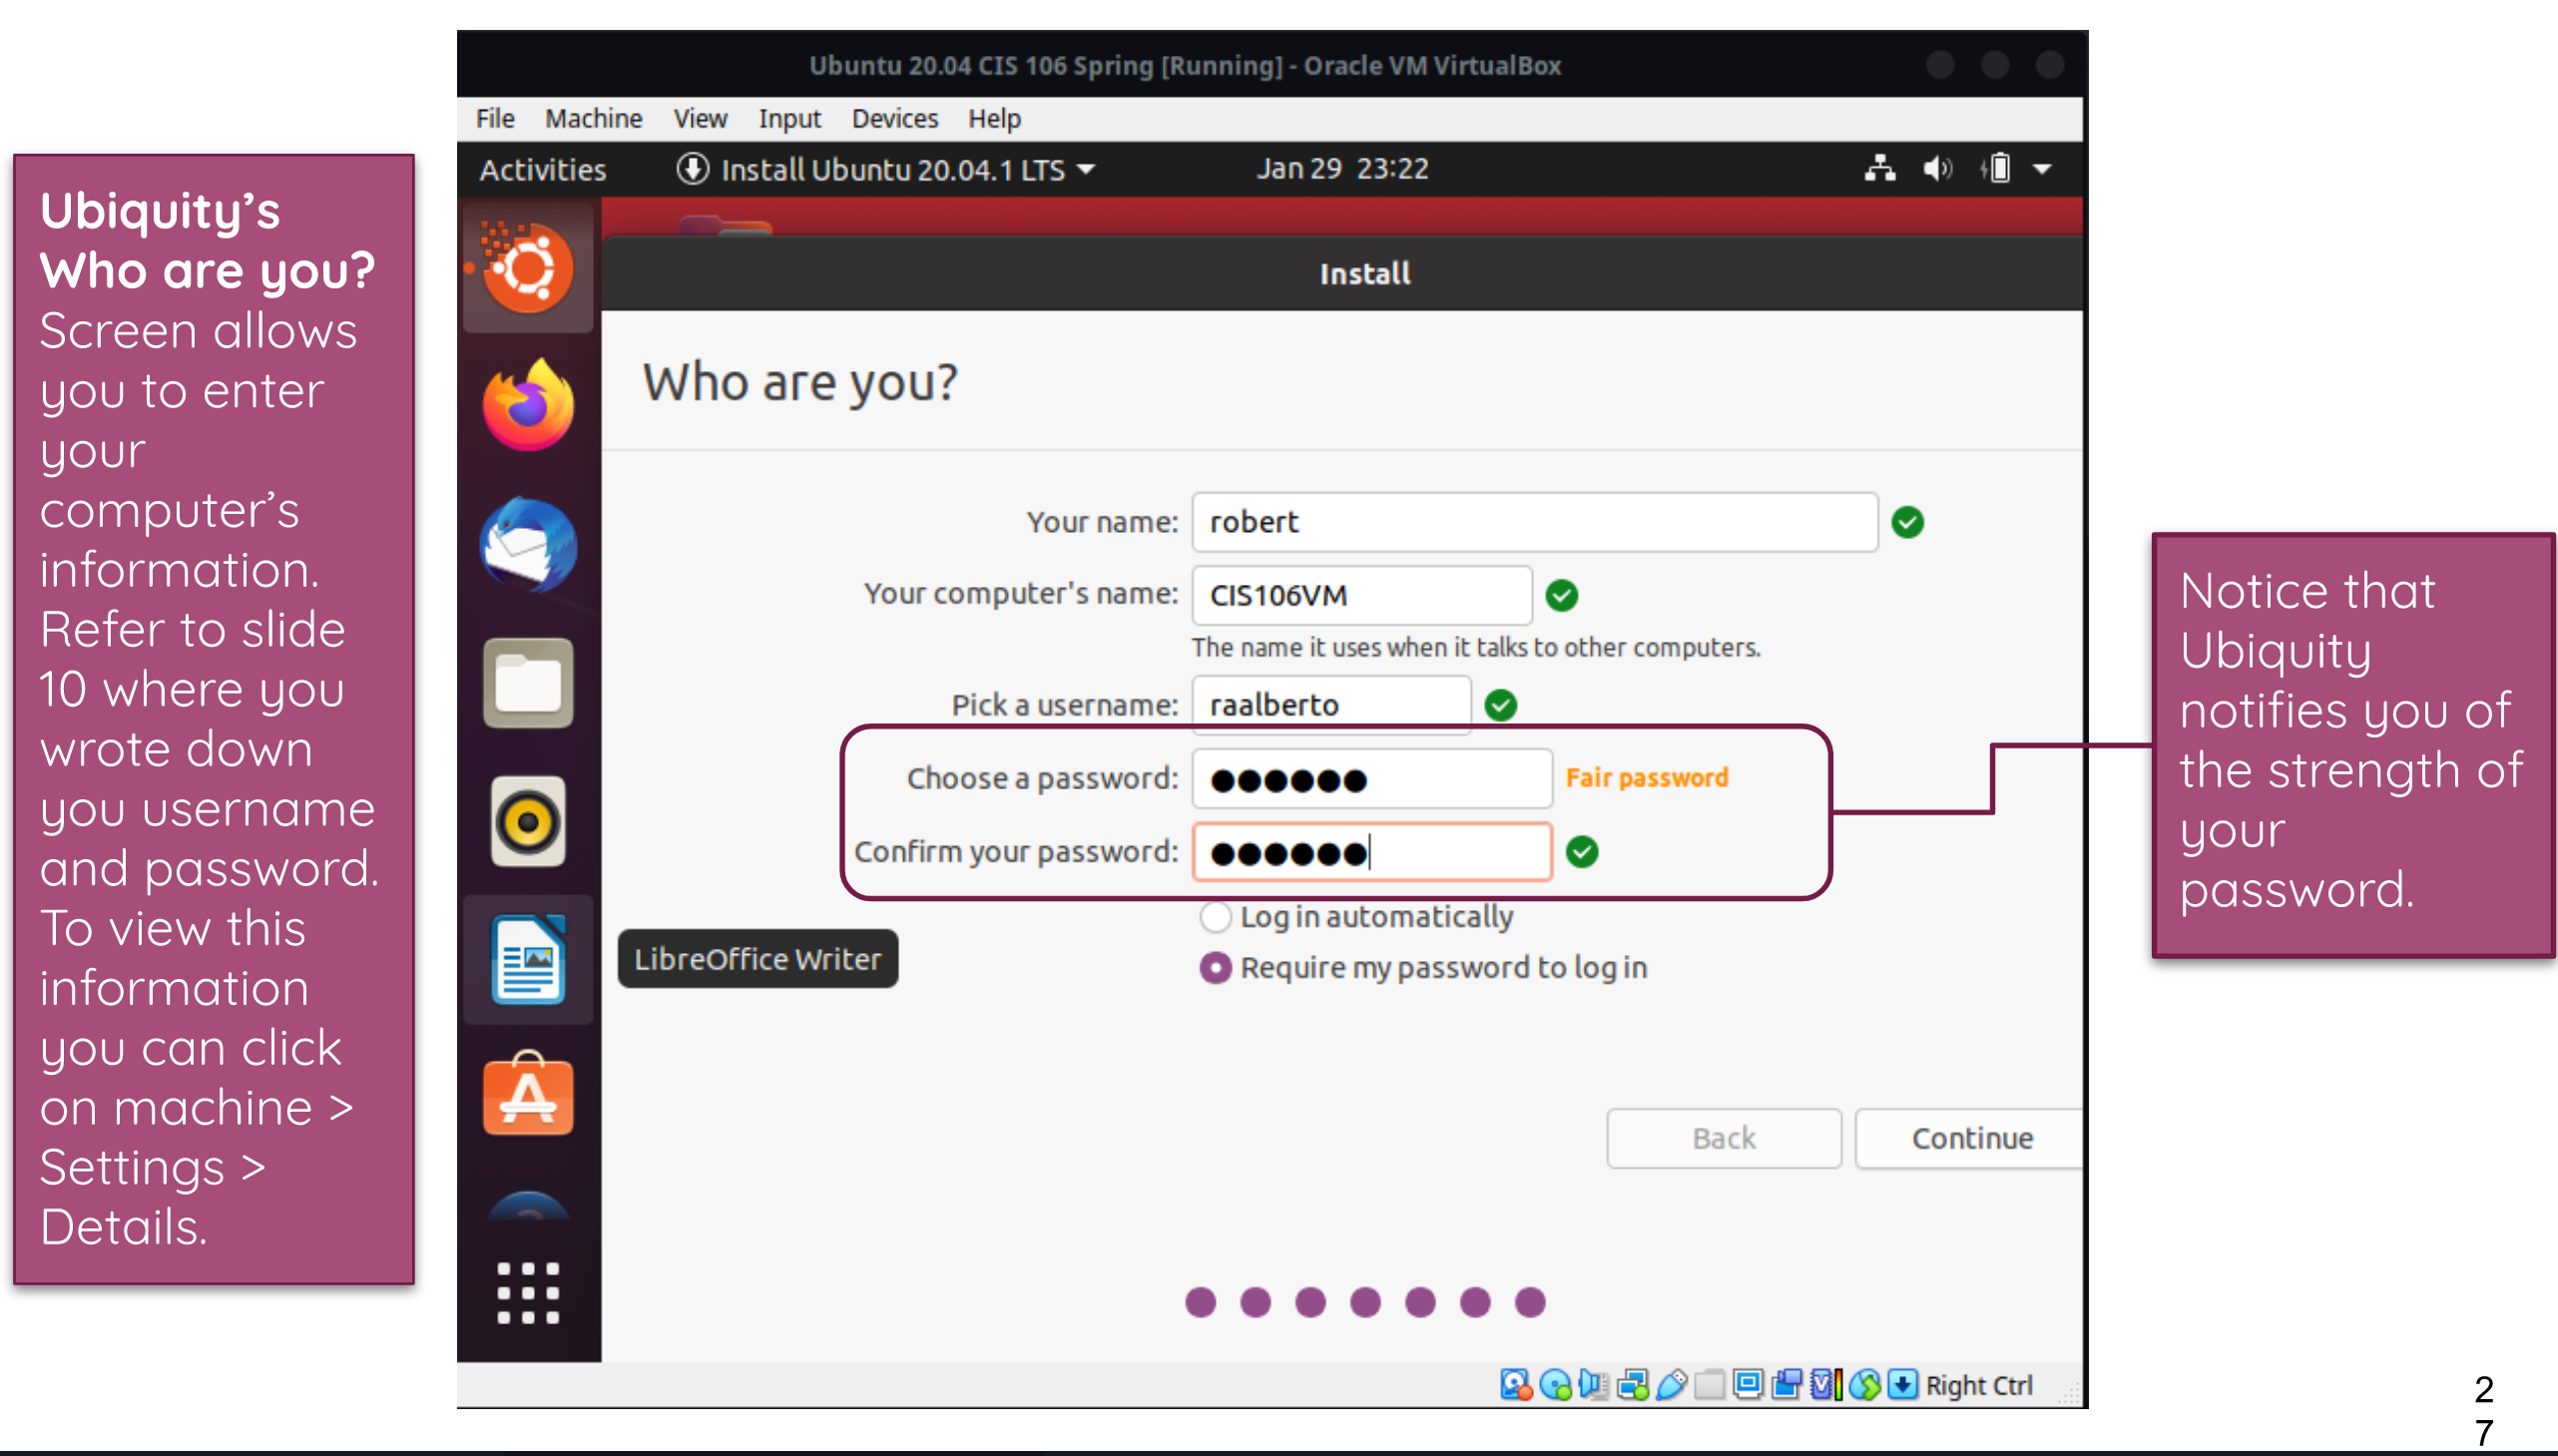 Ubuntu 20.04 CIS 106 Spring [Running] - Oracle VM VirtualBox
File Machine View Input Devices Help
Activities Install Ubuntu 20.04.1 LTS Jan 29 23:22
Ubiquity’s
Who are you?
Screen allows
you to enter
your
computer’s
information.
Refer to slide
10 where you
wrote down
you username
and password.
To view this
information
you can click
on machine >
Settings >
Details.
Install
Who are you?
Your name: robert
Your computer's name: CIS106VM
The name it uses when it talks to other computers.
Pick a username: raalberto
Choose a password: ●●●●●● Fair password
Confirm your password: ●●●●●●
Log in automatically
Require my password to log in
LibreOffice Writer
Back Continue
Right Ctrl
Notice that
Ubiquity
notifies you of
the strength of
your
password.
2
7